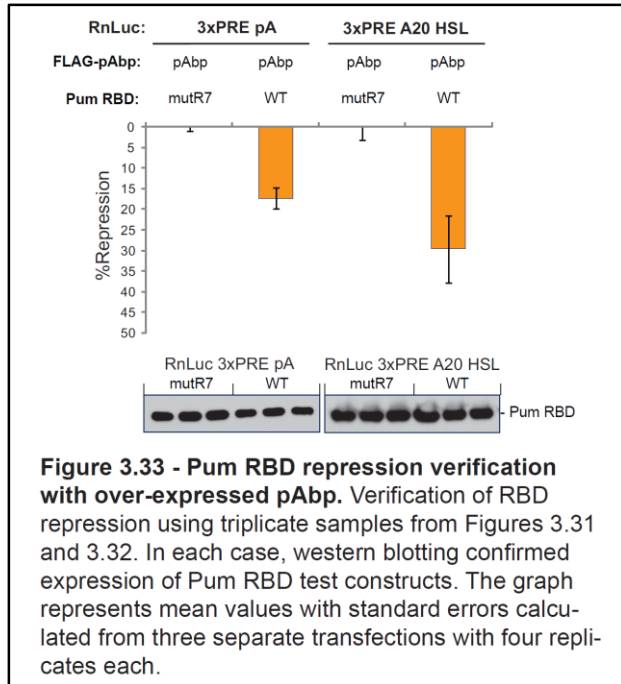 RnLuc: 3xPRE pA 3xPRE A20 HSL
FLAG-pAbp: pAbp pAbp pAbp pAbp
Pum RBD: mutR7 WT mutR7 WT
%Repression
0
5
10
15
20
25
30
35
40
45
50
RnLuc 3xPRE pA RnLuc 3xPRE A20 HSL
mutR7 WT mutR7 WT
- Pum RBD
Figure 3.33 - Pum RBD repression verification
with over-expressed pAbp. Verification of RBD
repression using triplicate samples from Figures 3.31
and 3.32. In each case, western blotting confirmed
expression of Pum RBD test constructs. The graph
represents mean values with standard errors calcu-
lated from three separate transfections with four repli-
cates each.